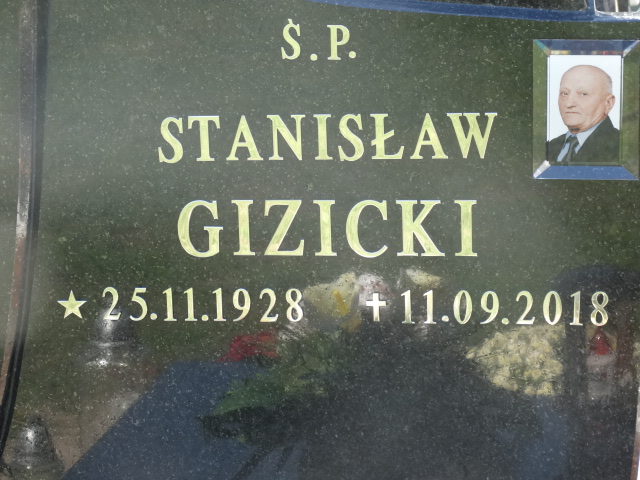 Ś.P.
STANISŁAW
GIZICKI
★ 25.11.1928 ✝ 11.09.2018